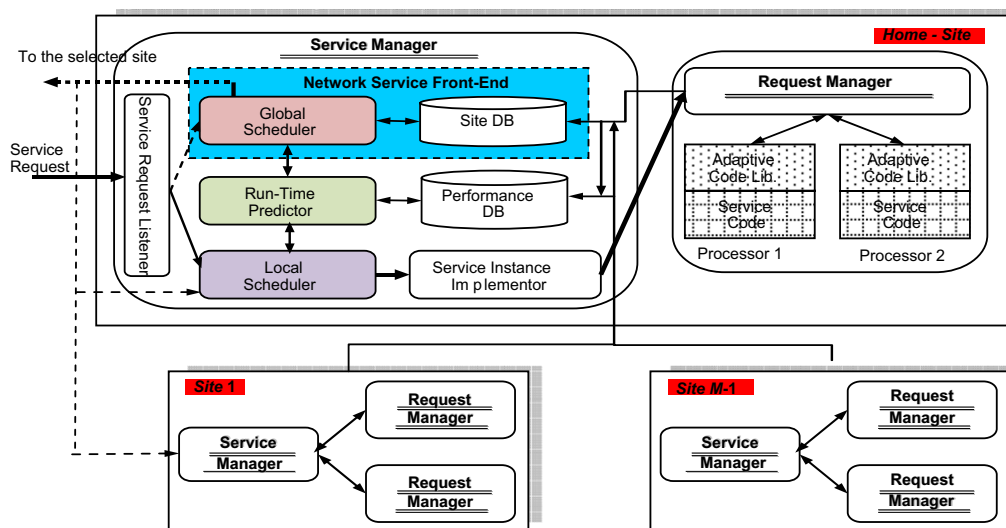 Home - Site
Service Manager
To the selected site
Network Service Front-End
Request Manager
Global
Scheduler
Site DB
Service Request Listener
Service
Request
Adaptive
Code Lib.
Service
Code
Processor 1
Adaptive
Code Lib.
Service
Code
Processor 2
Run-Time
Predictor
Performance
DB
Local
Scheduler
Service Instance
Im plementor
Site 1
Request
Manager
Service
Manager
Request
Manager
Site M-1
Request
Manager
Service
Manager
Request
Manager